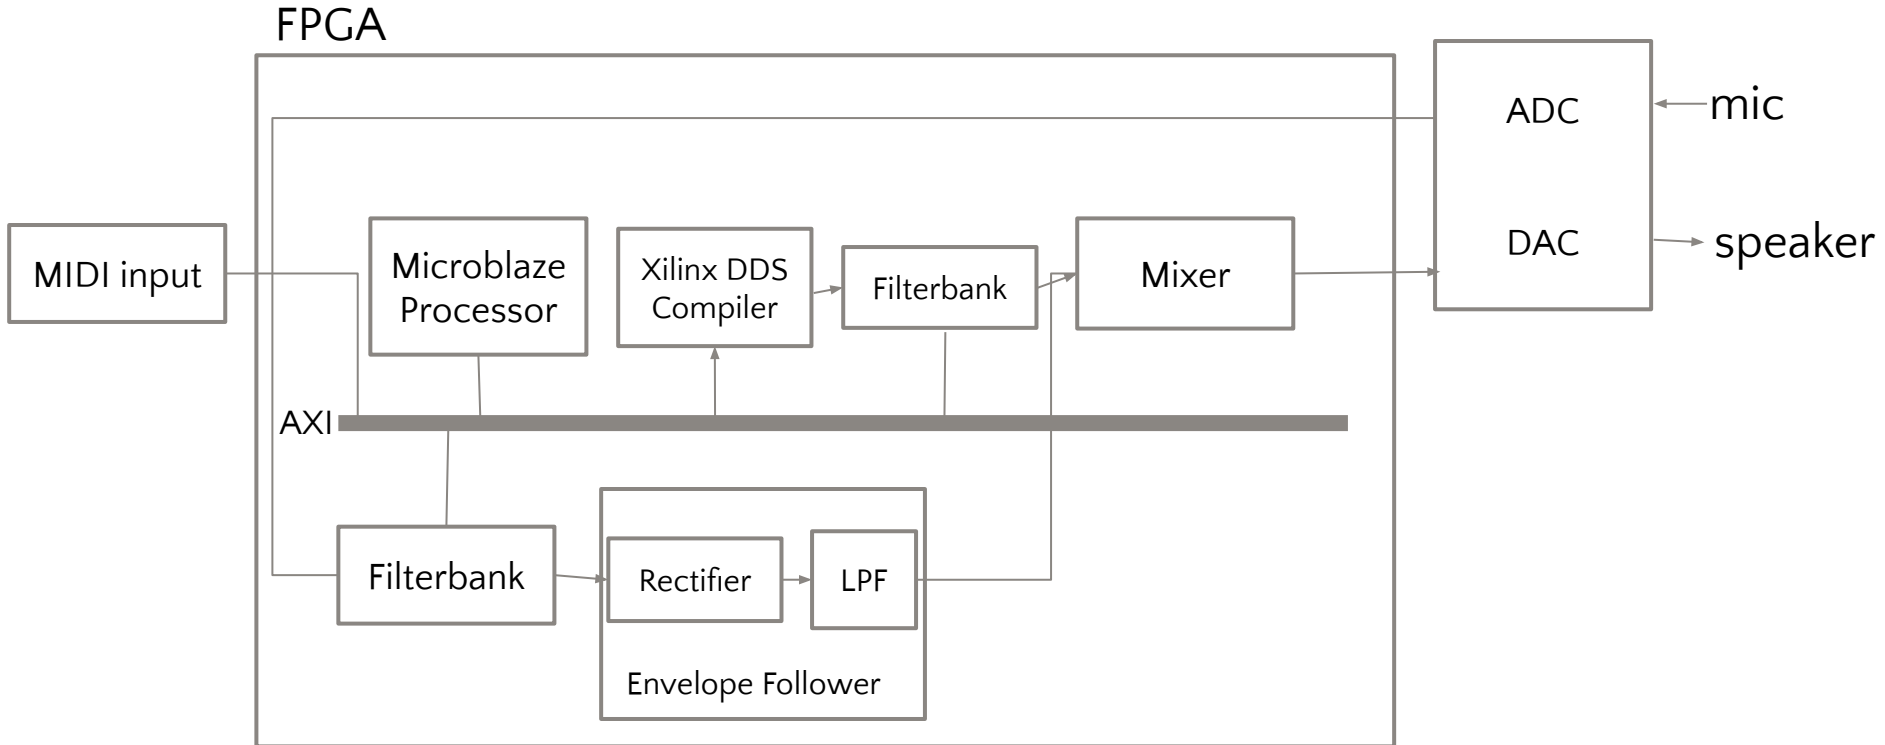 FPGA
ADC
mic
MIDI input
Microblaze
Processor
Xilinx DDS
Compiler
Filterbank
Mixer
DAC
speaker
AXI
Filterbank
Rectifier
LPF
Envelope Follower